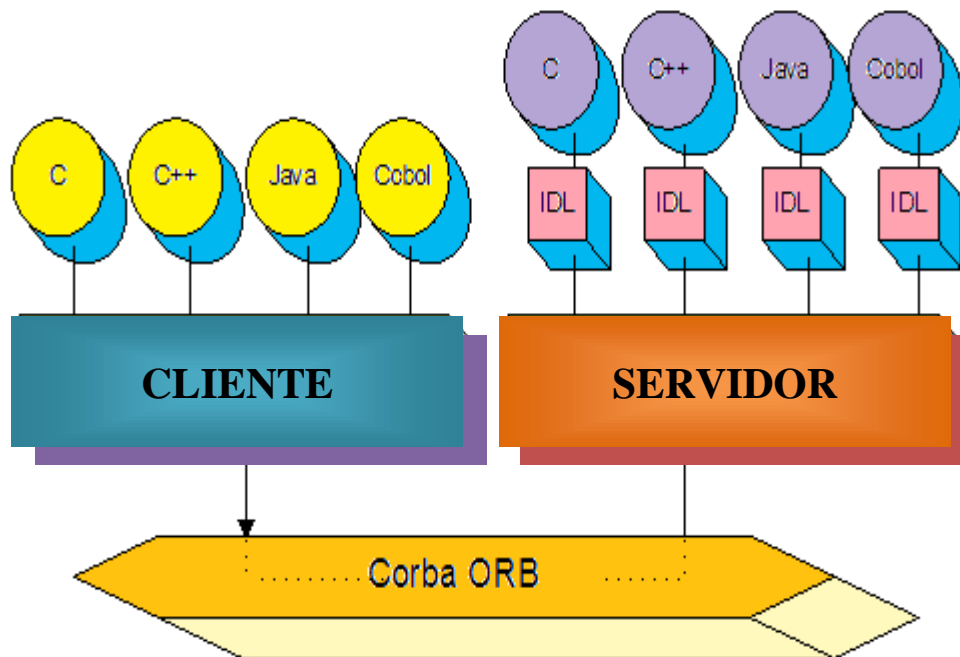 C C++ Java Cobol
IDL IDL IDL IDL
C C++ Java Cobol
CLIENTE
SERVIDOR
Corba ORB